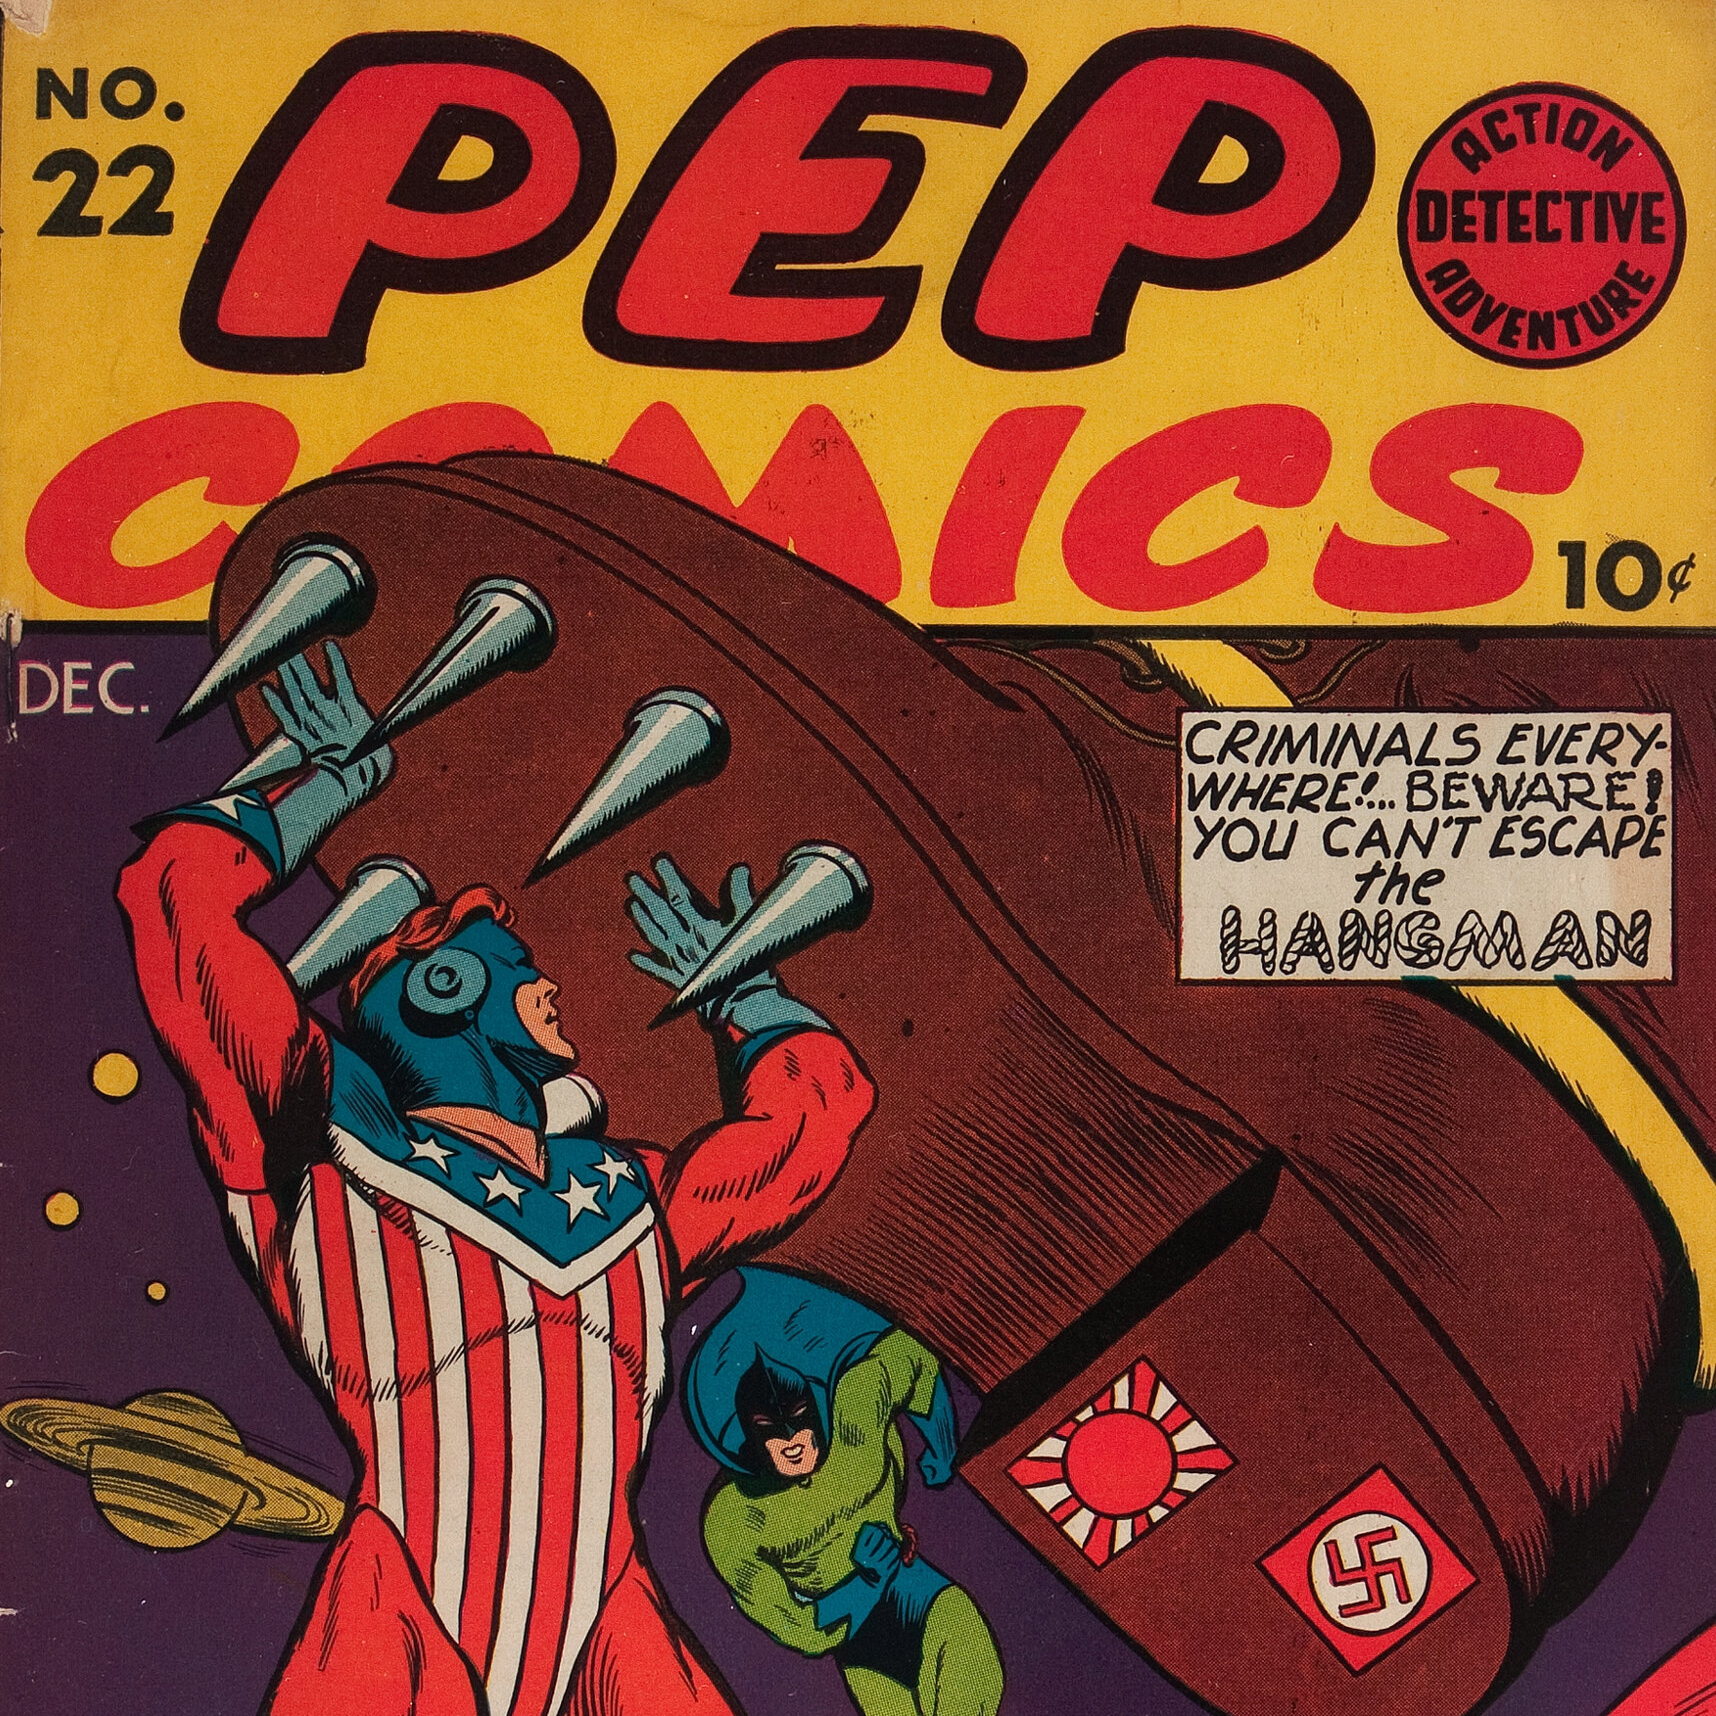 NO.
22
PEP
ACTION
DETECTIVE
ADVENTURE
COMICS
10¢
DEC.
CRIMINALS EVERY-
WHERE!... BEWARE!
YOU CAN'T ESCAPE
the
HANGMAN